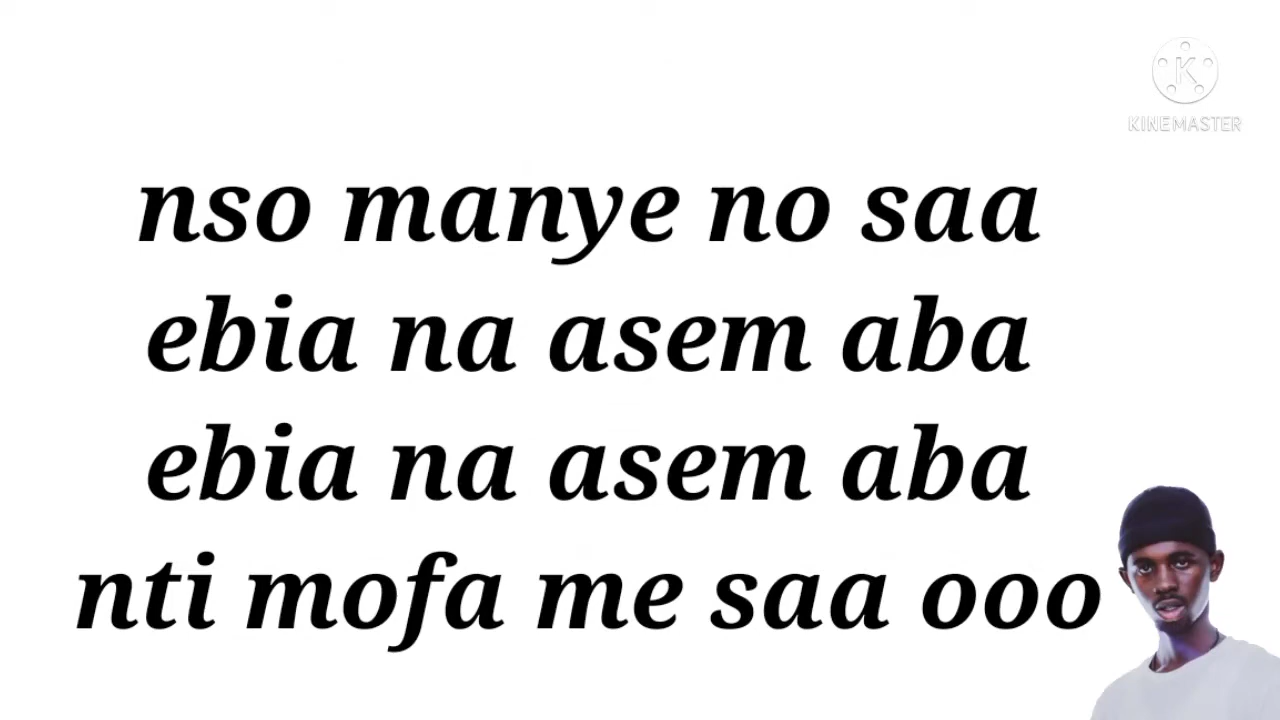 KINEMASTER
nso manye no saa
ebia na asem aba
ebia na asem aba
nti mofa me saa ooo